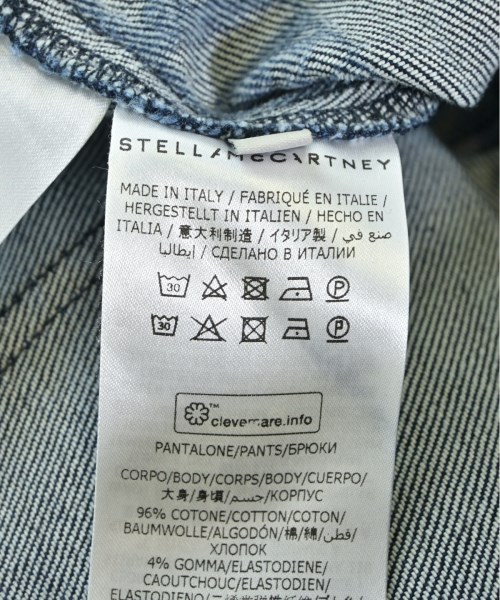 STELLA McCARTNEY
MADE IN ITALY / FABRIQUÉ EN ITALIE /
HERGESTELLT IN ITALIEN / HECHO EN
ITALIA / 意大利制造 / イタリア製 / صنع في
ايطاليا / СДЕЛАНО В ИТАЛИИ
30 P
30 P
™ clevercare.info
PANTALONE/PANTS/БРЮКИ
CORPO/BODY/CORPS/BODY/CUERPO/
大身/身頃/جسم/КОРПУС
96% COTONE/COTTON/COTON/
BAUMWOLLE/ALGODÓN/棉/綿/قطن/
ХЛОПОК
4% GOMMA/ELASTODIENE/
CAOUTCHOUC/ELASTODIEN/